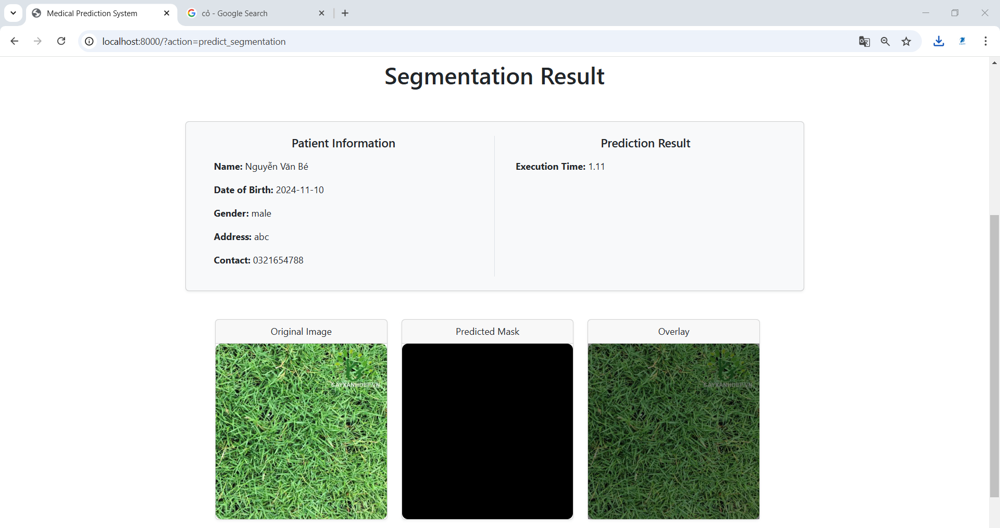 Medical Prediction System
cỏ - Google Search
localhost:8000/?action=predict_segmentation
Segmentation Result
Patient Information
Name: Nguyễn Văn Bé
Date of Birth: 2024-11-10
Gender: male
Address: abc
Contact: 0321654788
Prediction Result
Execution Time: 1.11
Original Image
Predicted Mask
Overlay
CAYXANHDEP.VN
CAYXANHDEP.VN